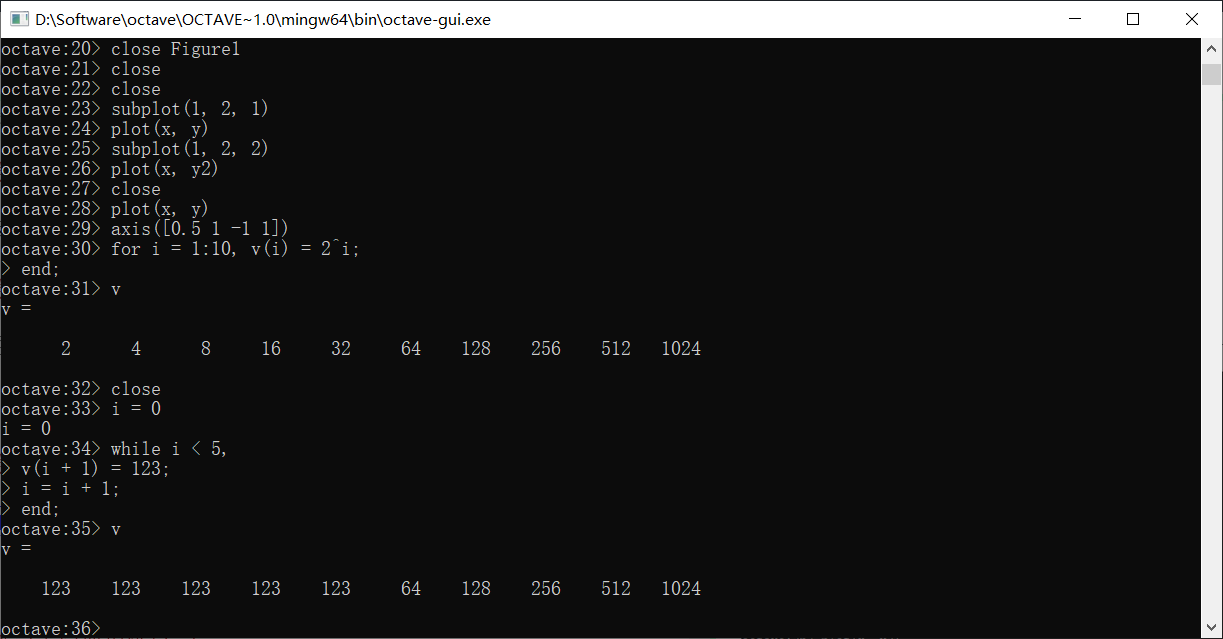 D:\Software\octave\OCTAVE~1.0\mingw64\bin\octave-gui.exe
octave:20> close Figure1
octave:21> close
octave:22> close
octave:23> subplot(1, 2, 1)
octave:24> plot(x, y)
octave:25> subplot(1, 2, 2)
octave:26> plot(x, y2)
octave:27> close
octave:28> plot(x, y)
octave:29> axis([0.5 1 -1 1])
octave:30> for i = 1:10, v(i) = 2^i;
> end;
octave:31> v
v =
2 4 8 16 32 64 128 256 512 1024
octave:32> close
octave:33> i = 0
i = 0
octave:34> while i < 5,
> v(i + 1) = 123;
> i = i + 1;
> end;
octave:35> v
v =
123 123 123 123 123 64 128 256 512 1024
octave:36>